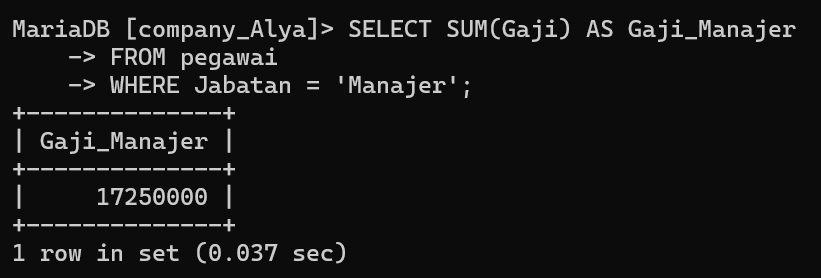 MariaDB [company_Alya]> SELECT SUM(Gaji) AS Gaji_Manajer
    -> FROM pegawai
    -> WHERE Jabatan = 'Manajer';
+--------------+
| Gaji_Manajer |
+--------------+
|     17250000 |
+--------------+
1 row in set (0.037 sec)